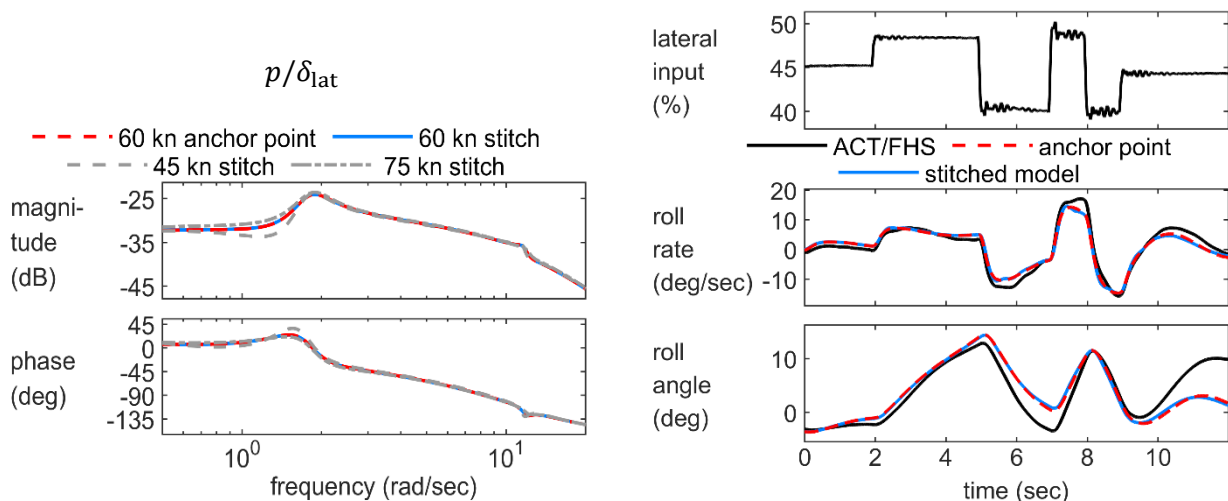 p/δlat
60 kn anchor point 60 kn stitch
45 kn stitch 75 kn stitch
magni-
tude
(dB)
-25
-35
-45
phase
(deg)
45
0
-45
-90
-135
10^0 10^1
frequency (rad/sec)
lateral
input
(%)
50
45
40
ACT/FHS anchor point
stitched model
roll
rate
(deg/sec)
20
10
0
-10
roll
angle
(deg)
10
0
0 2 4 6 8 10
time (sec)